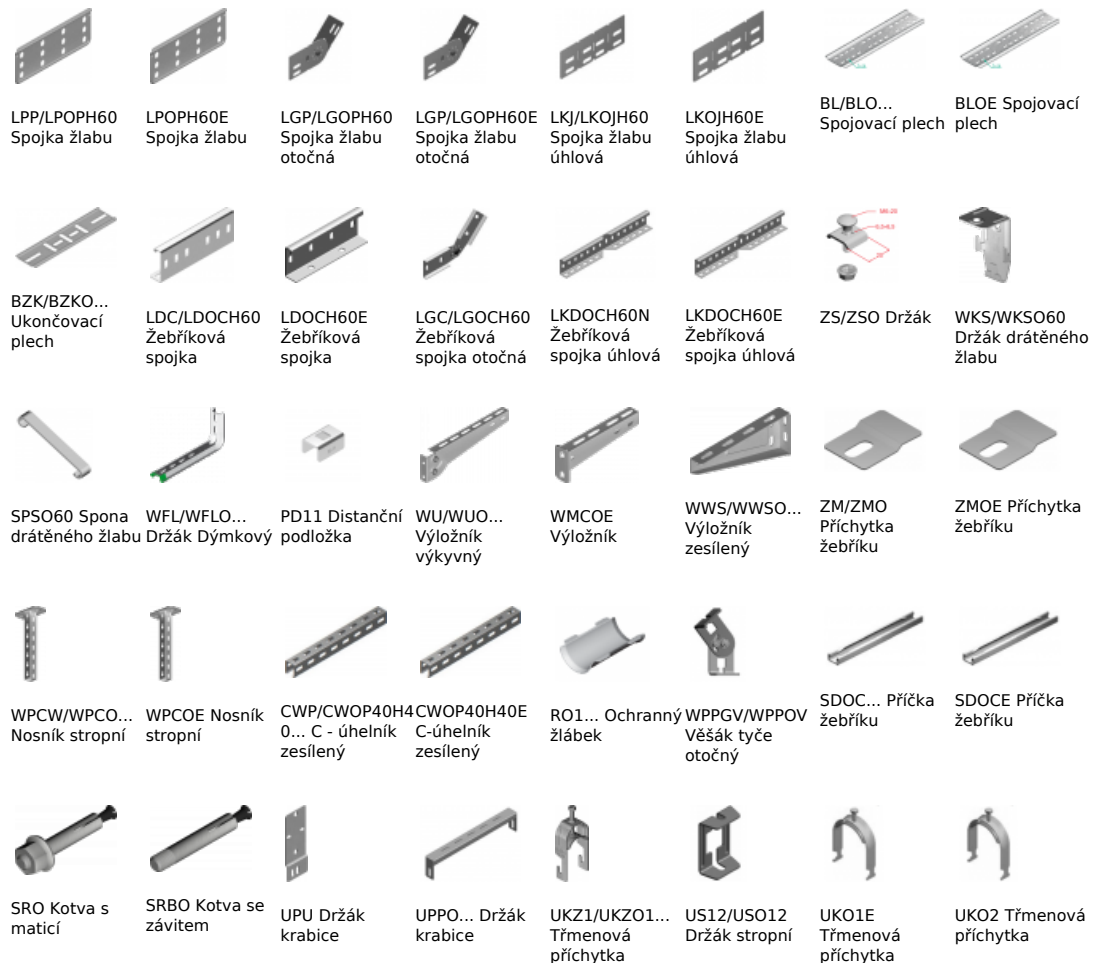 LPP/LPOPH60
Spojka žlabu
LPOPH60E
Spojka žlabu
LGP/LGOPH60
Spojka žlabu
otočná
LGP/LGOPH60E
Spojka žlabu
otočná
LKJ/LKOJH60
Spojka žlabu
úhlová
LKOJH60E
Spojka žlabu
úhlová
BL/BLO...
Spojovací plech
BLOE Spojovací
plech
BZK/BZKO...
Ukončovací
plech
LDC/LDOCH60
Žebříková
spojka
LDOCH60E
Žebříková
spojka
LGC/LGOCH60
Žebříková
spojka otočná
LKDOCH60N
Žebříková
spojka úhlová
LKDOCH60E
Žebříková
spojka úhlová
M6-20
ZS/ZSO Držák
WKS/WKSO60
Držák drátěného
žlabu
SPSO60 Spona
drátěného žlabu
WFL/WFLO...
Držák Dýmkový
PD11 Distanční
podložka
WU/WUO...
Výložník
výkyvný
WMCOE
Výložník
WWS/WWSO...
Výložník
zesílený
ZM/ZMO
Příchytka
žebříku
ZMOE Příchytka
žebříku
WPCW/WPCO...
Nosník stropní
WPCOE Nosník
stropní
CWP/CWOP40H4
0... C - úhelník
zesílený
CWOP40H40E
C-úhelník
zesílený
RO1... Ochranný
žlábek
WPPGV/WPPOV
Věšák tyče
otočný
SDOC... Příčka
žebříku
SDOCE Příčka
žebříku
SRO Kotva s
maticí
SRBO Kotva se
závitem
UPU Držák
krabice
UPPO... Držák
krabice
UKZ1/UKZO1...
Třmenová
příchytka
US12/USO12
Držák stropní
UKO1E
Třmenová
příchytka
UKO2 Třmenová
příchytka